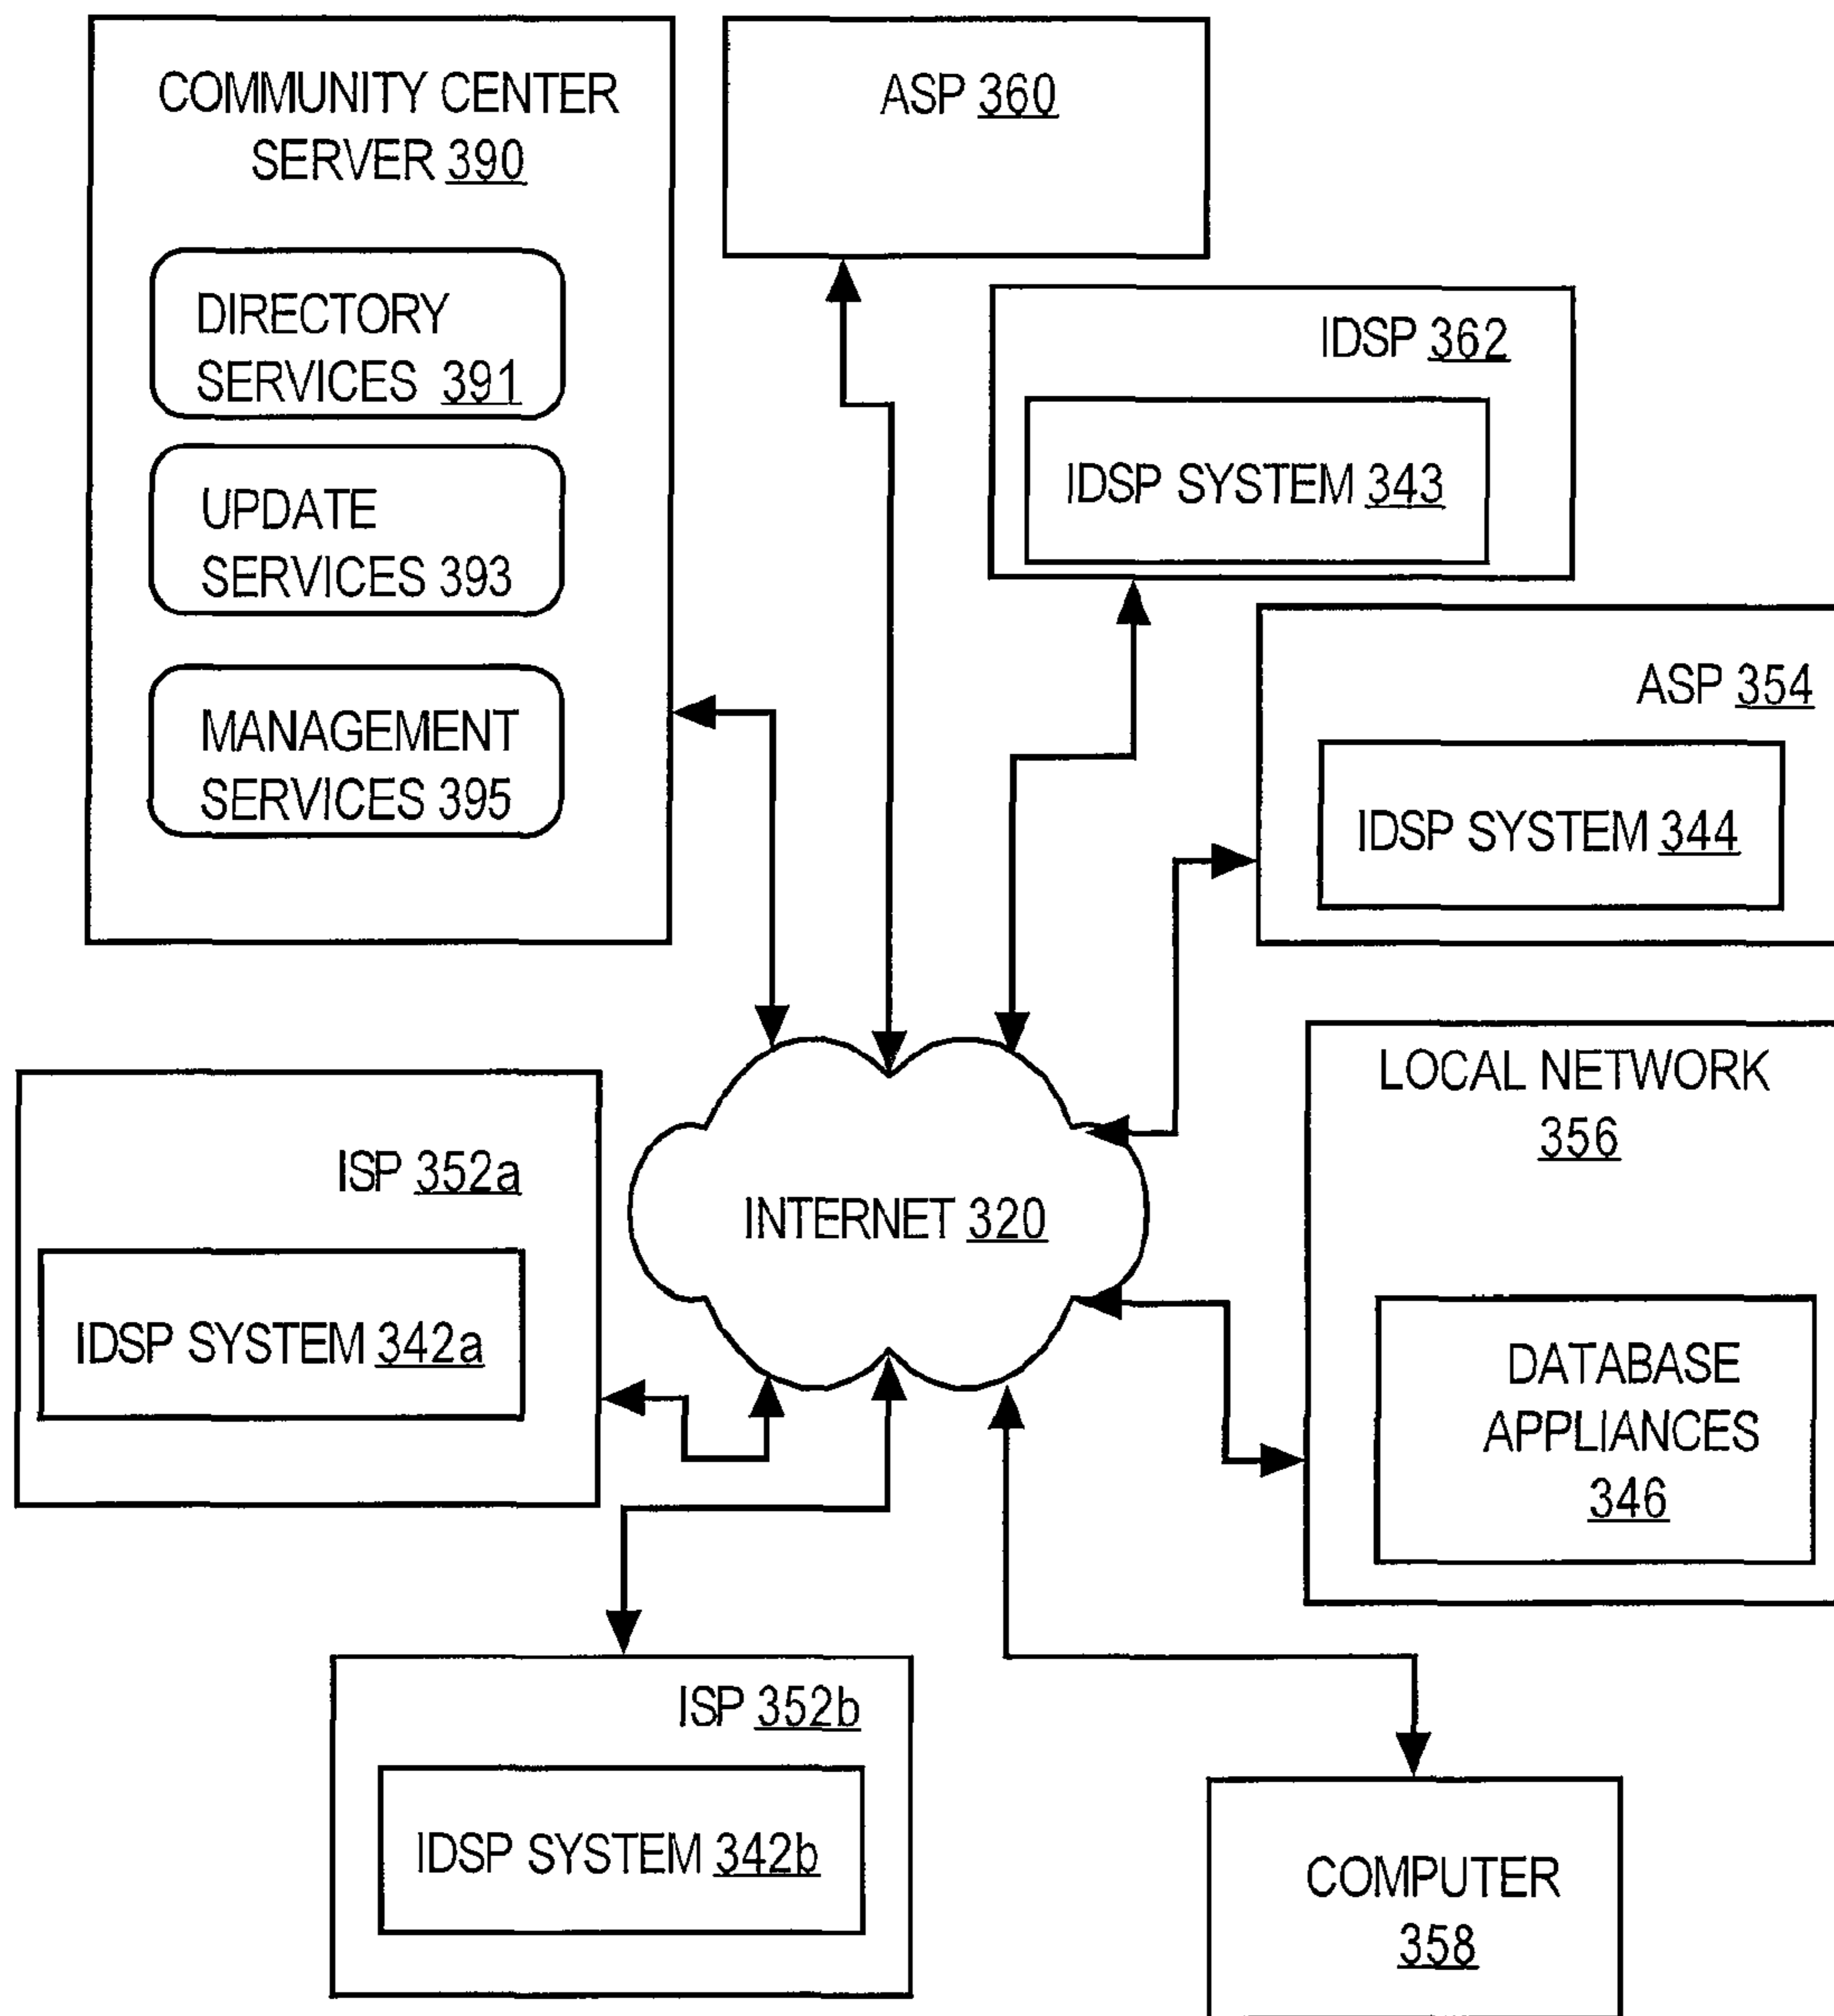 COMMUNITY CENTER
SERVER 390
DIRECTORY
SERVICES 391
UPDATE
SERVICES 393
MANAGEMENT
SERVICES 395
ASP 360
IDSP 362
IDSP SYSTEM 343
ASP 354
IDSP SYSTEM 344
LOCAL NETWORK
356
DATABASE
APPLIANCES
346
INTERNET 320
ISP 352a
IDSP SYSTEM 342a
ISP 352b
IDSP SYSTEM 342b
COMPUTER
358